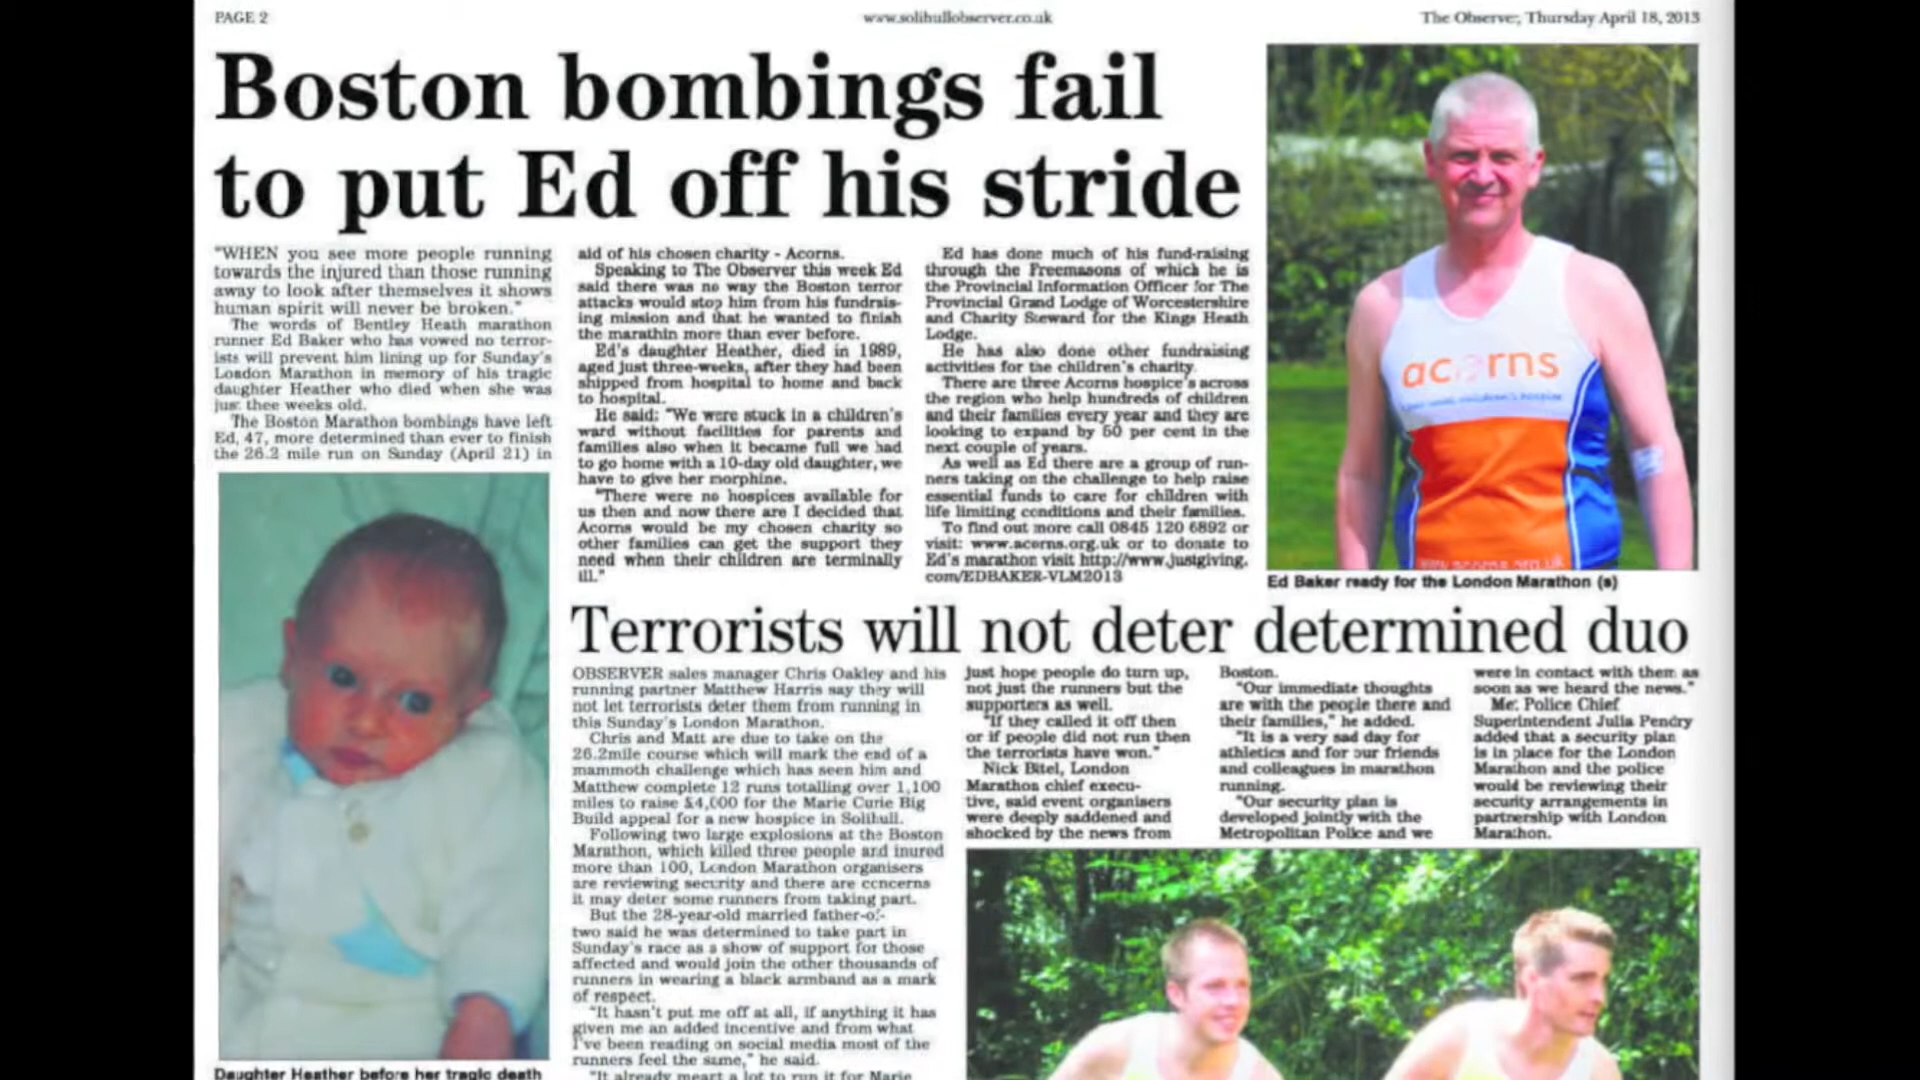 PAGE 2
www.solihullobserver.co.uk
The Observer, Thursday April 18, 2013
Boston bombings fail
to put Ed off his stride
"WHEN you see more people running
towards the injured than those running
away to look after themselves it shows
human spirit will never be broken."
The words of Bentley Heath marathon
runner Ed Baker who has vowed no terror-
ists will prevent him lining up for Sunday's
London Marathon in memory of his tragic
daughter Heather who died when she was
just thee weeks old.
The Boston Marathon bombings have left
Ed, 47, more determined than ever to finish
the 26.2 mile run on Sunday (April 21) in
aid of his chosen charity - Acorns.
Speaking to The Observer this week Ed
said there was no way the Boston terror
attacks would stop him from his fundrais-
ing mission and that he wanted to finish
the marathin more than ever before.
Ed's daughter Heather, died in 1989,
aged just three-weeks, after they had been
shipped from hospital to home and back
to hospital.
He said: "We were stuck in a children's
ward without facilities for parents and
families also when it became full we had
to go home with a 10-day old daughter, we
have to give her morphine.
"There were no hospices available for
us then and now there are I decided that
Acorns would be my chosen charity so
other families can get the support they
need when their children are terminally
ill."
Ed has done much of his fund-raising
through the Freemasons of which he is
the Provincial Information Officer for The
Provincial Grand Lodge of Worcestershire
and Charity Steward for the Kings Heath
Lodge.
He has also done other fundraising
activities for the children's charity.
There are three Acorns hospice's across
the region who help hundreds of children
and their families every year and they are
looking to expand by 50 per cent in the
next couple of years.
As well as Ed there are a group of run-
ners taking on the challenge to help raise
essential funds to care for children with
life limiting conditions and their families.
To find out more call 0845 120 6892 or
visit: www.acorns.org.uk or to donate to
Ed's marathon visit http://www.justgiving.
com/EDBAKER-VLM2013
acorns
children's hospice
www.acorns.org.uk
Ed Baker ready for the London Marathon (s)
Daughter Heather before her tragic death
Terrorists will not deter determined duo
OBSERVER sales manager Chris Oakley and his
running partner Matthew Harris say they will
not let terrorists deter them from running in
this Sunday's London Marathon.
Chris and Matt are due to take on the
26.2mile course which will mark the end of a
mammoth challenge which has seen him and
Matthew complete 12 runs totalling over 1,100
miles to raise £4,000 for the Marie Curie Big
Build appeal for a new hospice in Solihull.
Following two large explosions at the Boston
Marathon, which killed three people and inured
more than 100, London Marathon organisers
are reviewing security and there are concerns
it may deter some runners from taking part.
But the 28-year-old married father-of-
two said he was determined to take part in
Sunday's race as a show of support for those
affected and would join the other thousands of
runners in wearing a black armband as a mark
of respect.
"It hasn't put me off at all, if anything it has
given me an added incentive and from what
I've been reading on social media most of the
runners feel the same," he said.
"It already meant a lot to run it for Marie
just hope people do turn up,
not just the runners but the
supporters as well.
"If they called it off then
or if people did not run then
the terrorists have won."
Nick Bitel, London
Marathon chief execu-
tive, said event organisers
were deeply saddened and
shocked by the news from
Boston.
"Our immediate thoughts
are with the people there and
their families," he added.
"It is a very sad day for
athletics and for our friends
and colleagues in marathon
running.
"Our security plan is
developed jointly with the
Metropolitan Police and we
were in contact with them as
soon as we heard the news."
Met Police Chief
Superintendent Julia Pendry
added that a security plan
is in place for the London
Marathon and the police
would be reviewing their
security arrangements in
partnership with London
Marathon.